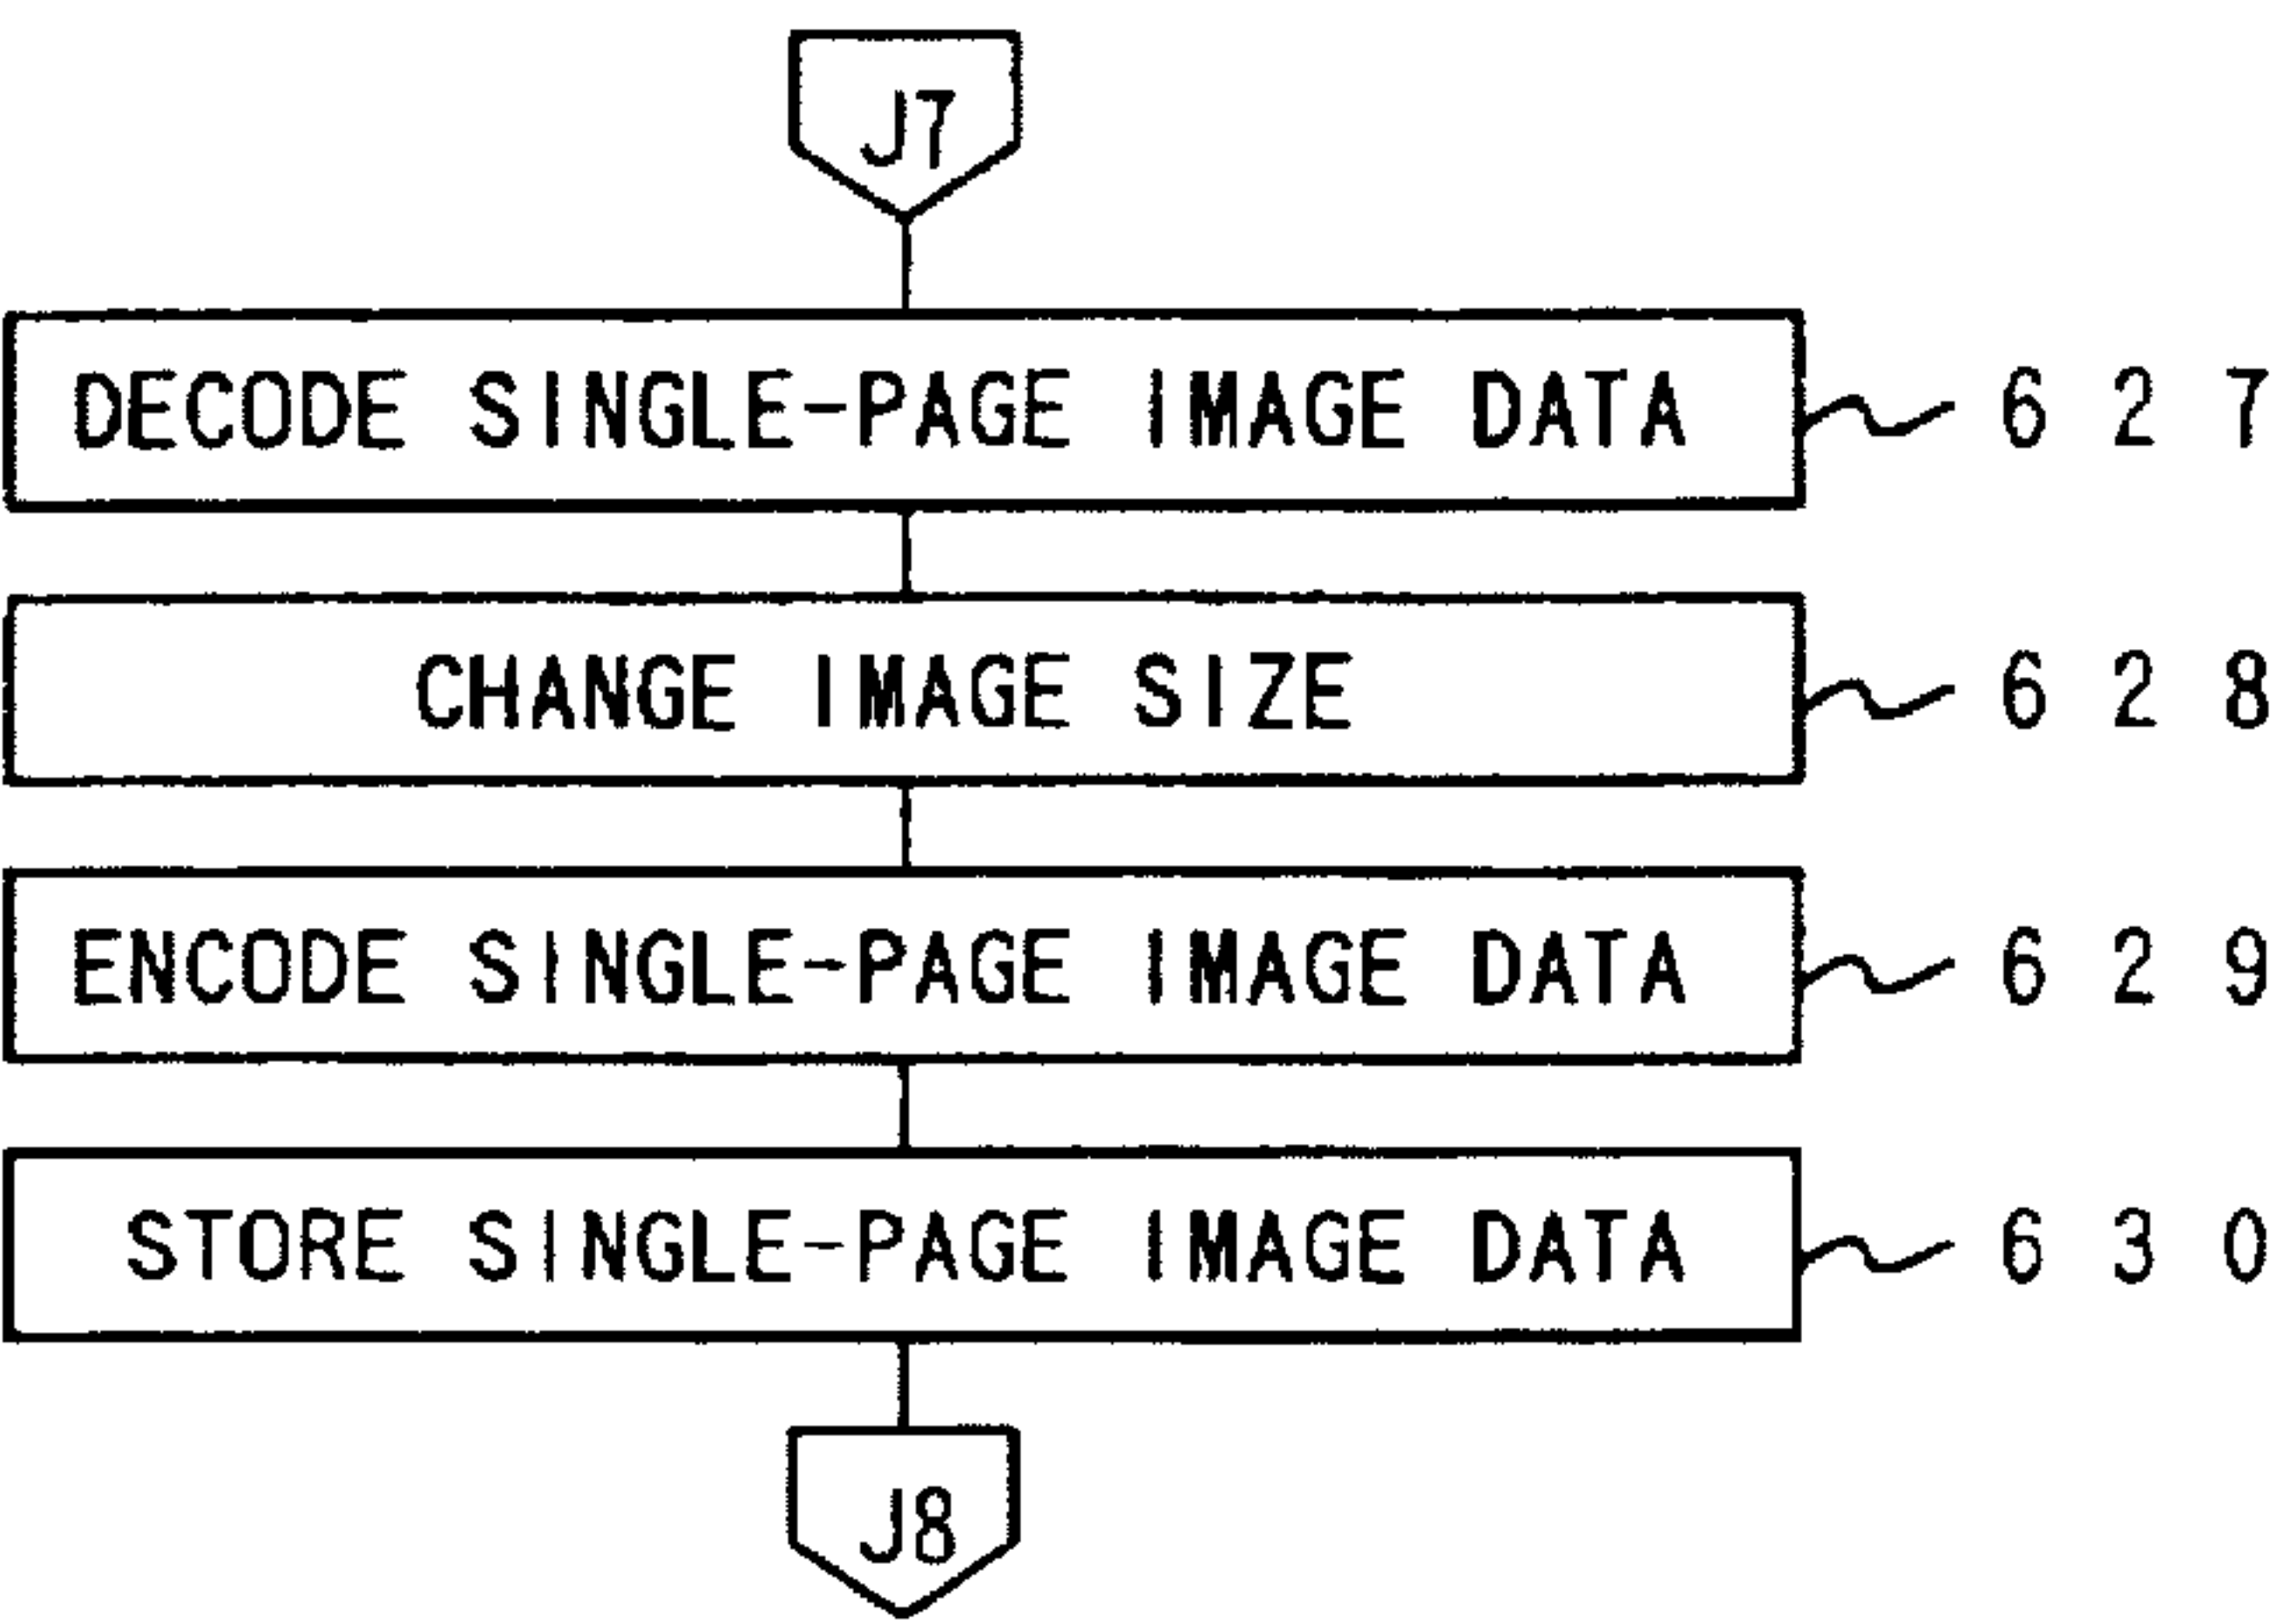 J7
DECODE SINGLE-PAGE IMAGE DATA 627
CHANGE IMAGE SIZE 628
ENCODE SINGLE-PAGE IMAGE DATA 629
STORE SINGLE-PAGE IMAGE DATA 630
J8